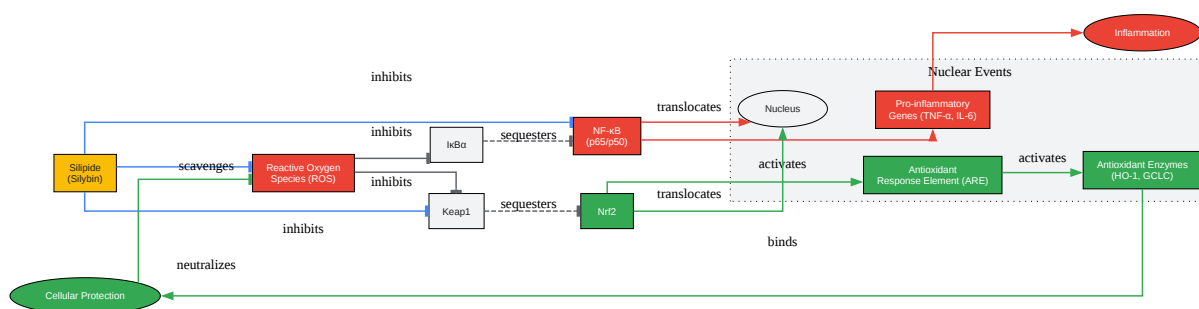 Inflammation
Nuclear Events
inhibits
translocates
Nucleus
Pro-inflammatory
Genes (TNF-α, IL-6)
inhibits
IκBα
sequesters
NF-κB
(p65/p50)
Silipide
(Silybin)
scavenges
Reactive Oxygen
Species (ROS)
inhibits
activates
Antioxidant
Response Element (ARE)
activates
Antioxidant Enzymes
(HO-1, GCLC)
Keap1
sequesters
Nrf2
translocates
inhibits
binds
neutralizes
Cellular Protection